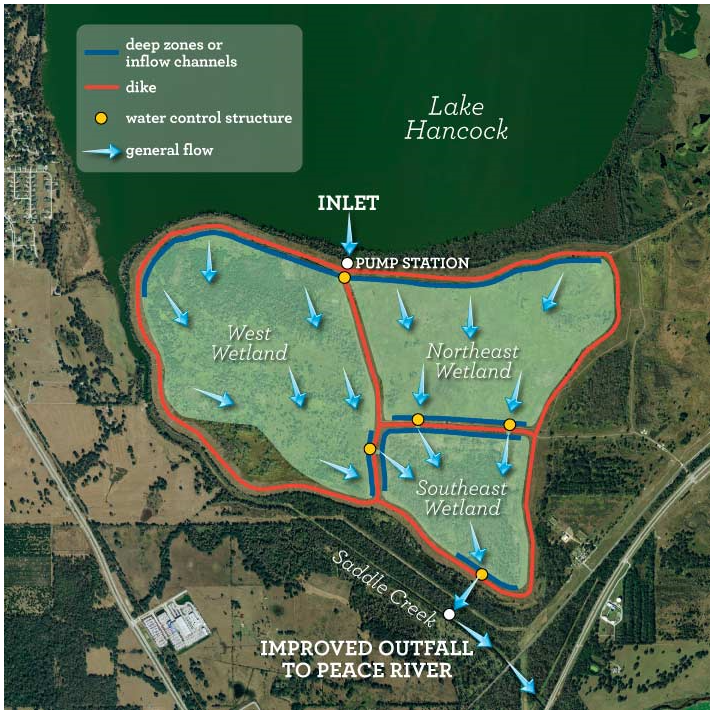 deep zones or
inflow channels
dike
water control structure
general flow
Lake
Hancock
INLET
PUMP STATION
West
Wetland
Northeast
Wetland
Southeast
Wetland
Saddle Creek
IMPROVED OUTFALL
TO PEACE RIVER